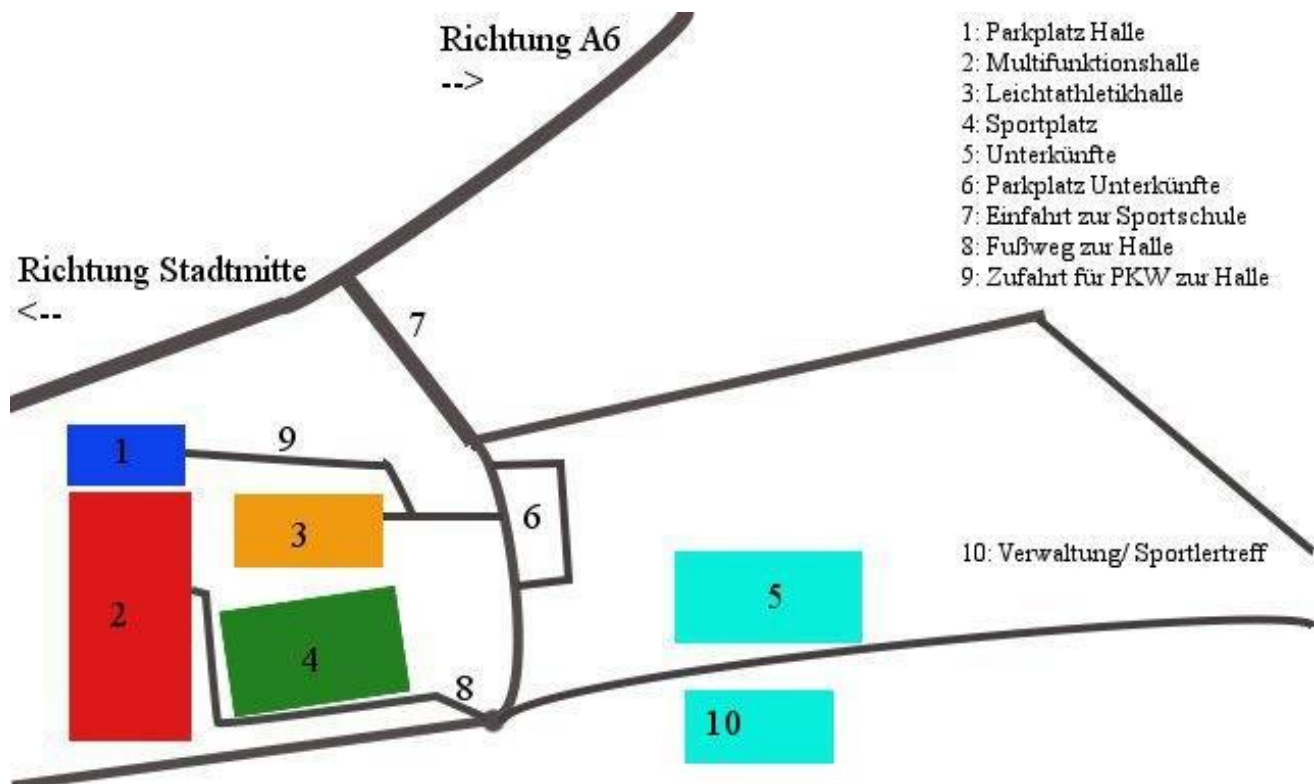 Richtung A6
-->
1: Parkplatz Halle
2: Multifunktionshalle
3: Leichtathletikhalle
4: Sportplatz
5: Unterkünfte
6: Parkplatz Unterkünfte
7: Einfahrt zur Sportschule
8: Fußweg zur Halle
9: Zufahrt für PKW zur Halle
Richtung Stadtmitte
<--
7
1
9
3
6
10: Verwaltung/ Sportlertreff
2
4
5
8
10